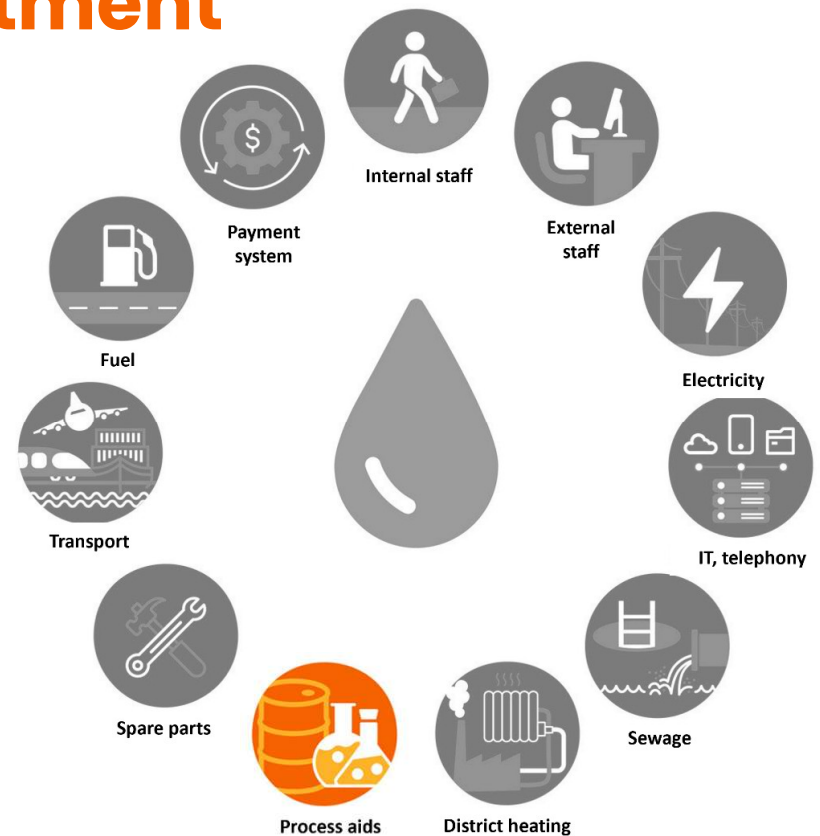 tment
$
Internal staff
Payment
system
External
staff
Fuel
Electricity
Transport
IT, telephony
Spare parts
Sewage
Process aids
District heating